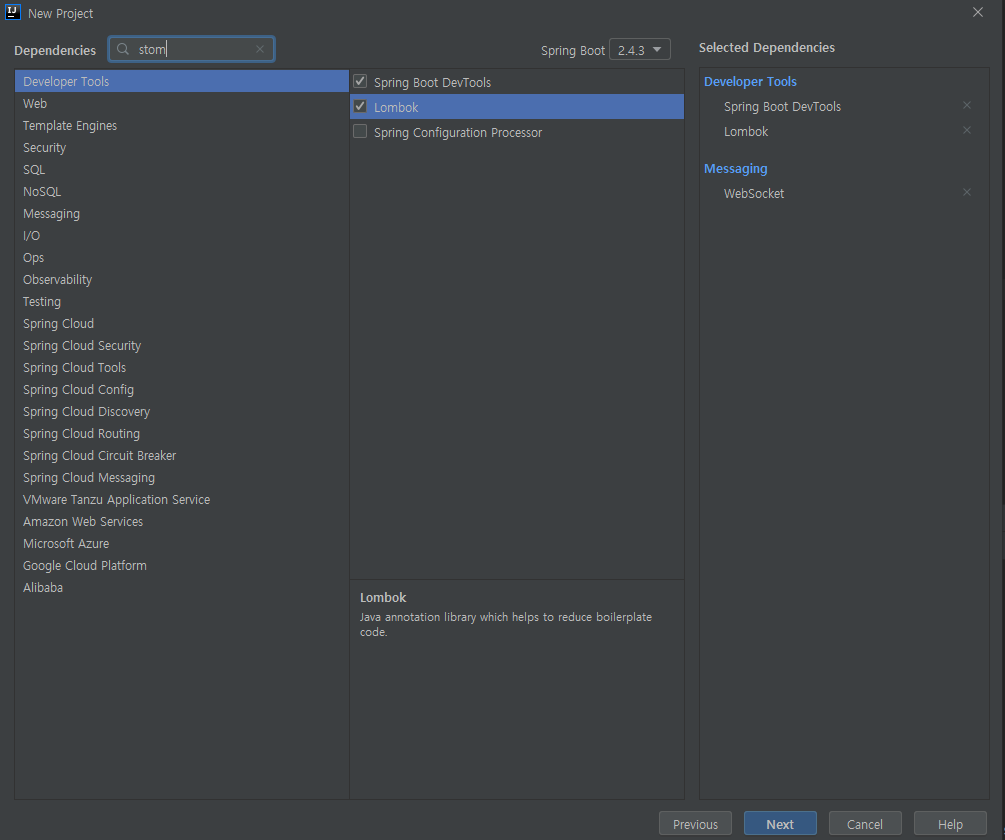 IJ
New Project
Dependencies
stom
Spring Boot 2.4.3
Selected Dependencies
Developer Tools
Web
Template Engines
Security
SQL
NoSQL
Messaging
I/O
Ops
Observability
Testing
Spring Cloud
Spring Cloud Security
Spring Cloud Tools
Spring Cloud Config
Spring Cloud Discovery
Spring Cloud Routing
Spring Cloud Circuit Breaker
Spring Cloud Messaging
VMware Tanzu Application Service
Amazon Web Services
Microsoft Azure
Google Cloud Platform
Alibaba
Spring Boot DevTools
Lombok
Spring Configuration Processor
Lombok
Java annotation library which helps to reduce boilerplate
code.
Developer Tools
Spring Boot DevTools
Lombok
Messaging
WebSocket
Previous
Next
Cancel
Help